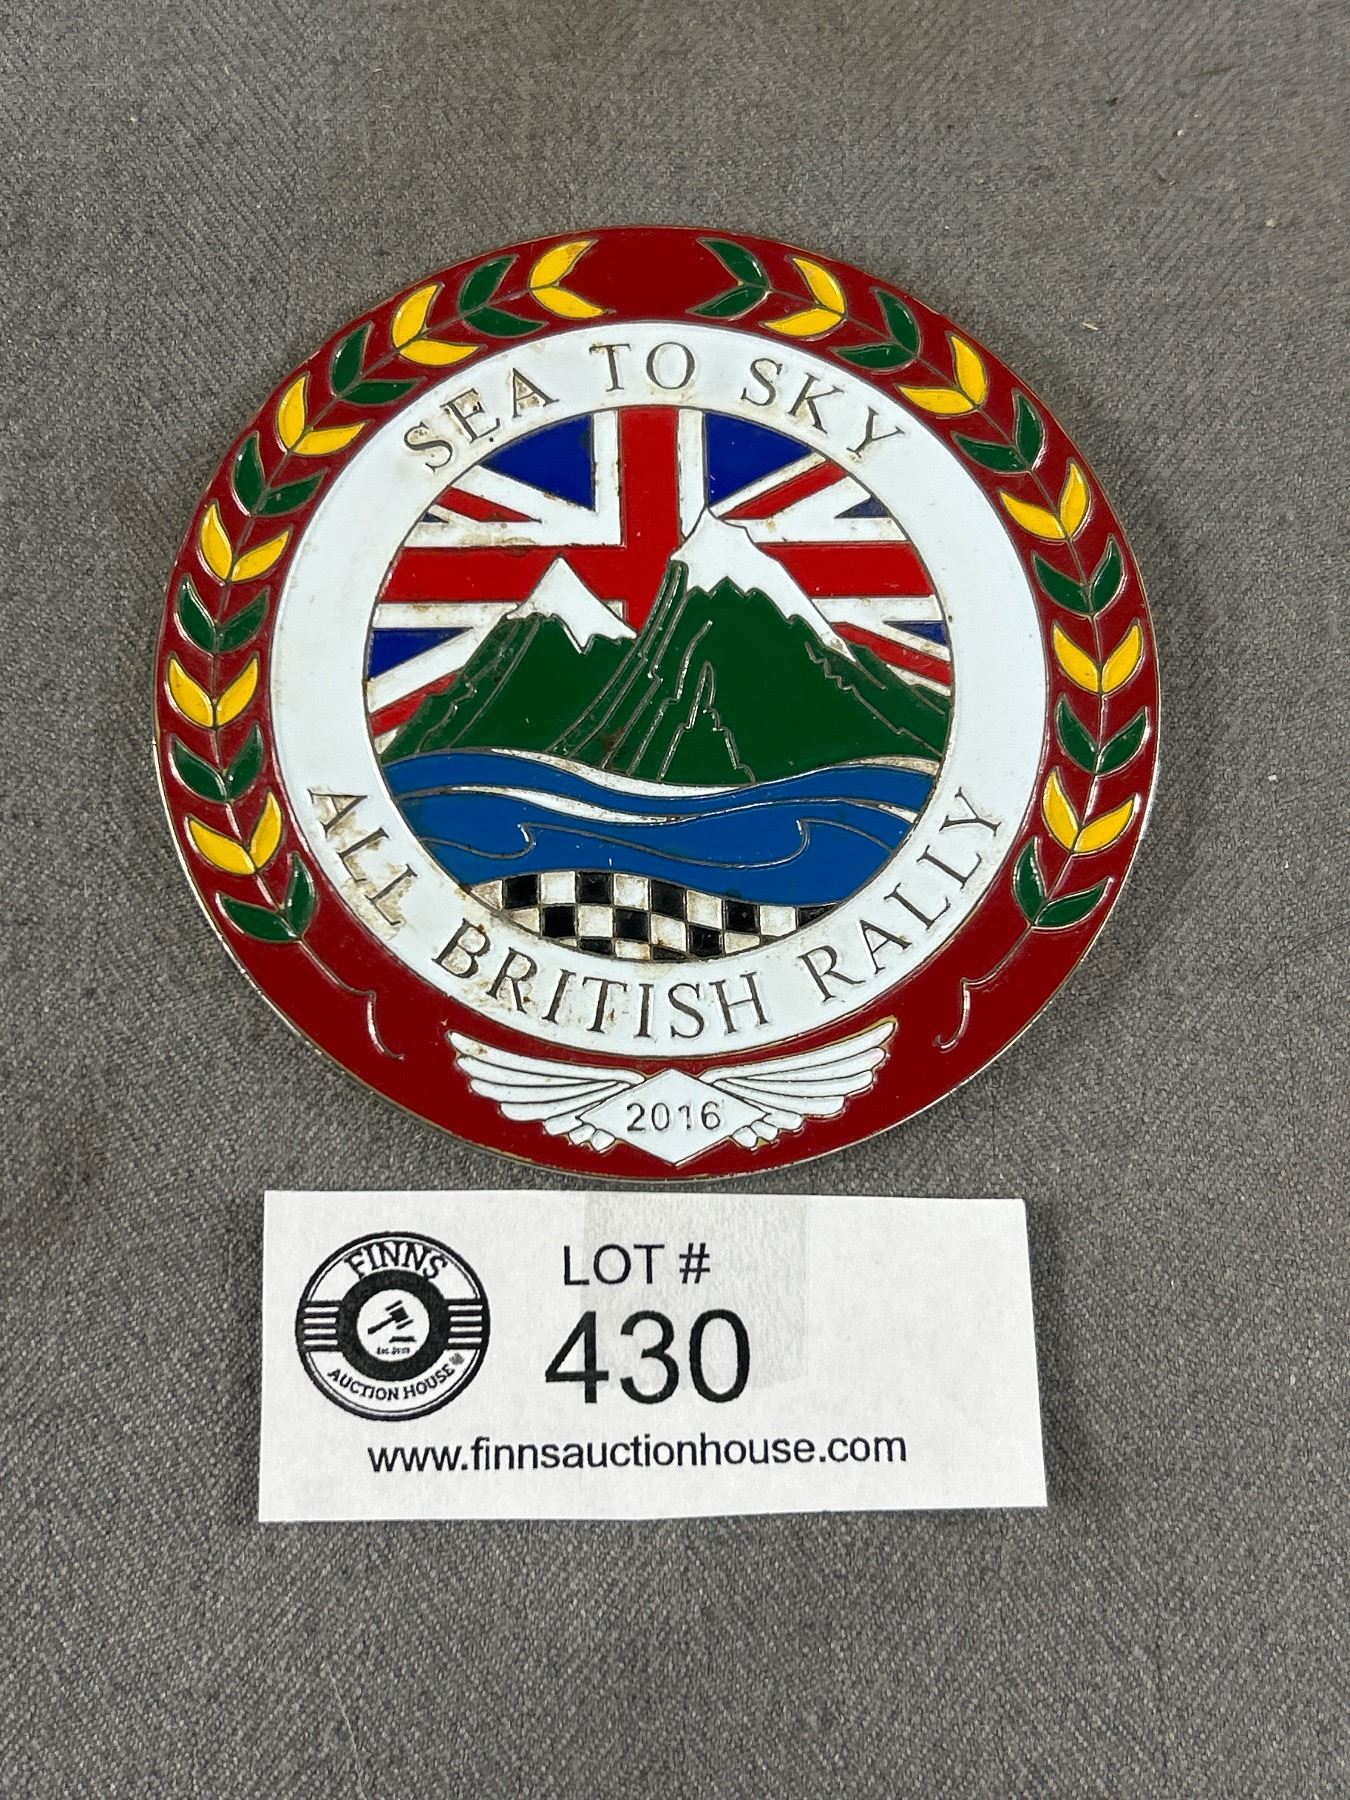 SEA TO SKY
ALL BRITISH RALLY
2016
FINNS
AUCTION HOUSE
LOT #
430
www.finnsauctionhouse.com